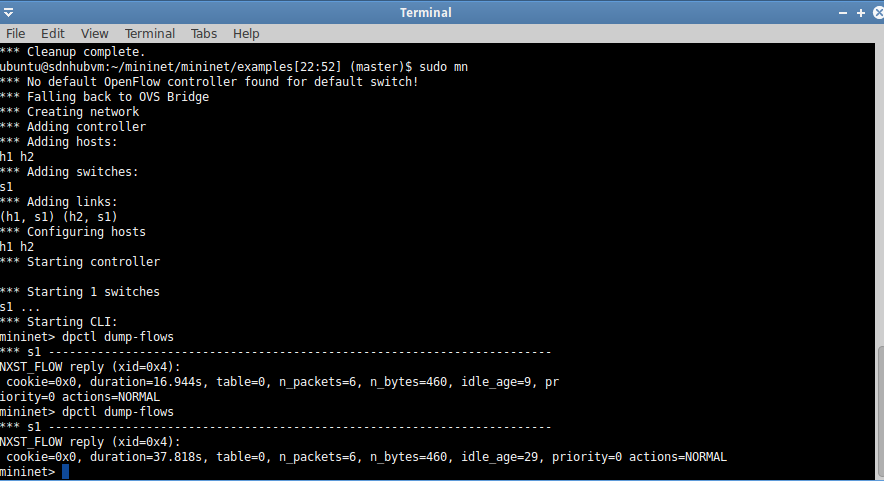 Terminal
File Edit View Terminal Tabs Help
*** Cleanup complete.
ubuntu@sdnhubvm:~/mininet/mininet/examples[22:52] (master)$ sudo mn
*** No default OpenFlow controller found for default switch!
*** Falling back to OVS Bridge
*** Creating network
*** Adding controller
*** Adding hosts:
h1 h2
*** Adding switches:
s1
*** Adding links:
(h1, s1) (h2, s1)
*** Configuring hosts
h1 h2
*** Starting controller
*** Starting 1 switches
s1 ...
*** Starting CLI:
mininet> dpctl dump-flows
*** s1 ------------------------------------------------------------------------
NXST_FLOW reply (xid=0x4):
 cookie=0x0, duration=16.944s, table=0, n_packets=6, n_bytes=460, idle_age=9, pr
iority=0 actions=NORMAL
mininet> dpctl dump-flows
*** s1 ------------------------------------------------------------------------
NXST_FLOW reply (xid=0x4):
 cookie=0x0, duration=37.818s, table=0, n_packets=6, n_bytes=460, idle_age=29, priority=0 actions=NORMAL
mininet>